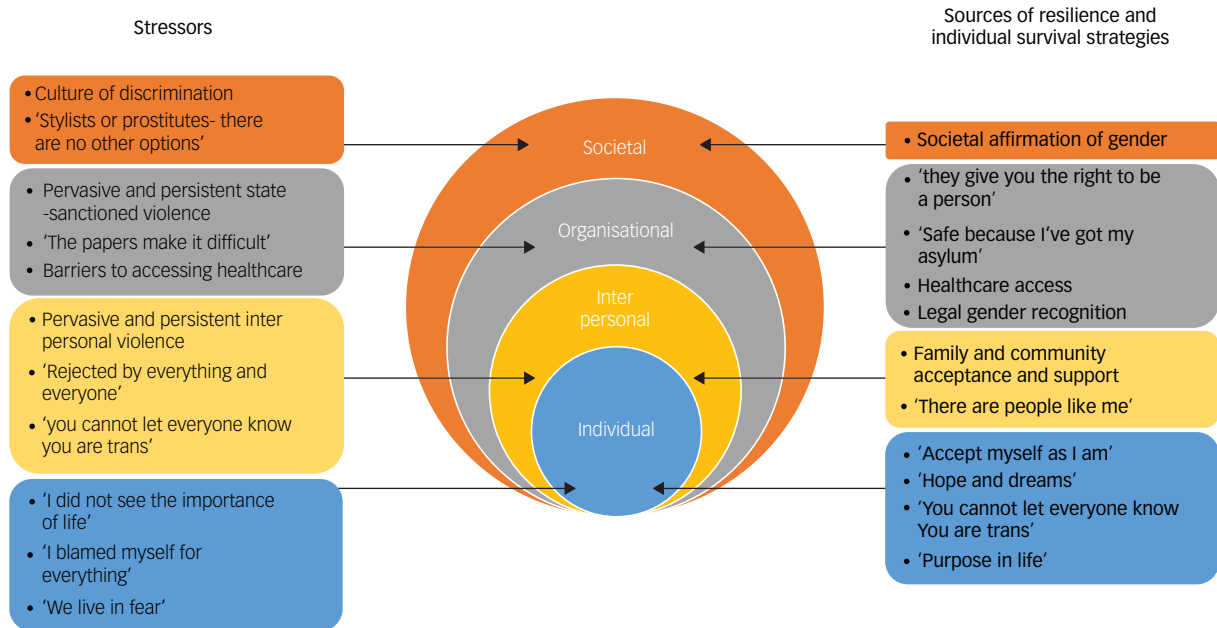 Stressors
Sources of resilience and
individual survival strategies
• Culture of discrimination
• 'Stylists or prostitutes- there
are no other options'
• Pervasive and persistent state
-sanctioned violence
• 'The papers make it difficult'
• Barriers to accessing healthcare
• Pervasive and persistent inter
personal violence
• 'Rejected by everything and
everyone'
• 'you cannot let everyone know
you are trans'
• 'I did not see the importance
of life'
• 'I blamed myself for
everything'
• 'We live in fear'
Societal
Organisational
Inter
personal
Individual
• Societal affirmation of gender
• 'they give you the right to be
a person'
• 'Safe because I've got my
asylum'
• Healthcare access
• Legal gender recognition
• Family and community
acceptance and support
• 'There are people like me'
• 'Accept myself as I am'
• 'Hope and dreams'
• 'You cannot let everyone know
You are trans'
• 'Purpose in life'